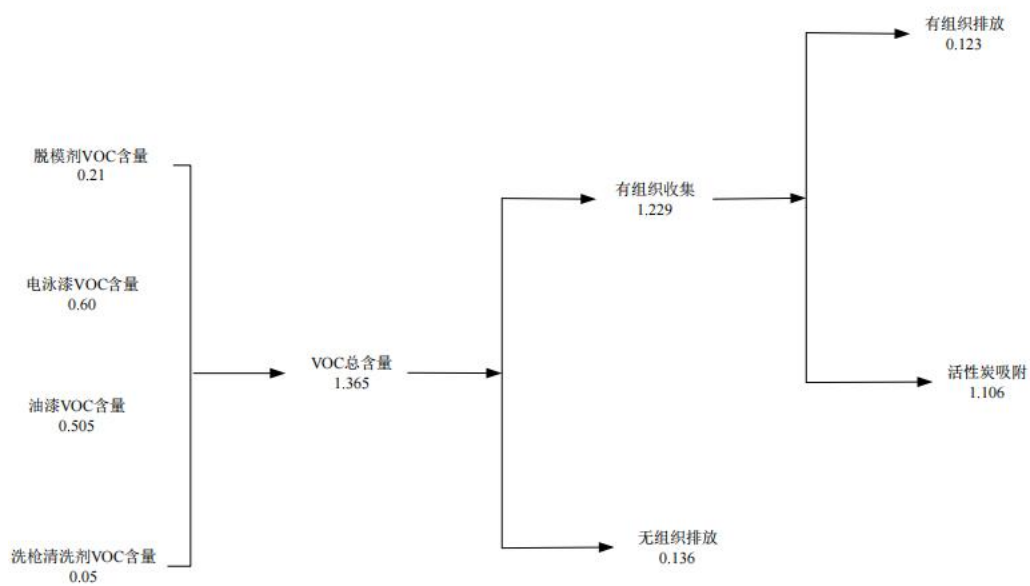 脱模剂VOC含量
0.21
电泳漆VOC含量
0.60
油漆VOC含量
0.505
洗枪清洗剂VOC含量
0.05
VOC总含量
1.365
有组织收集
1.229
无组织排放
0.136
有组织排放
0.123
活性炭吸附
1.106